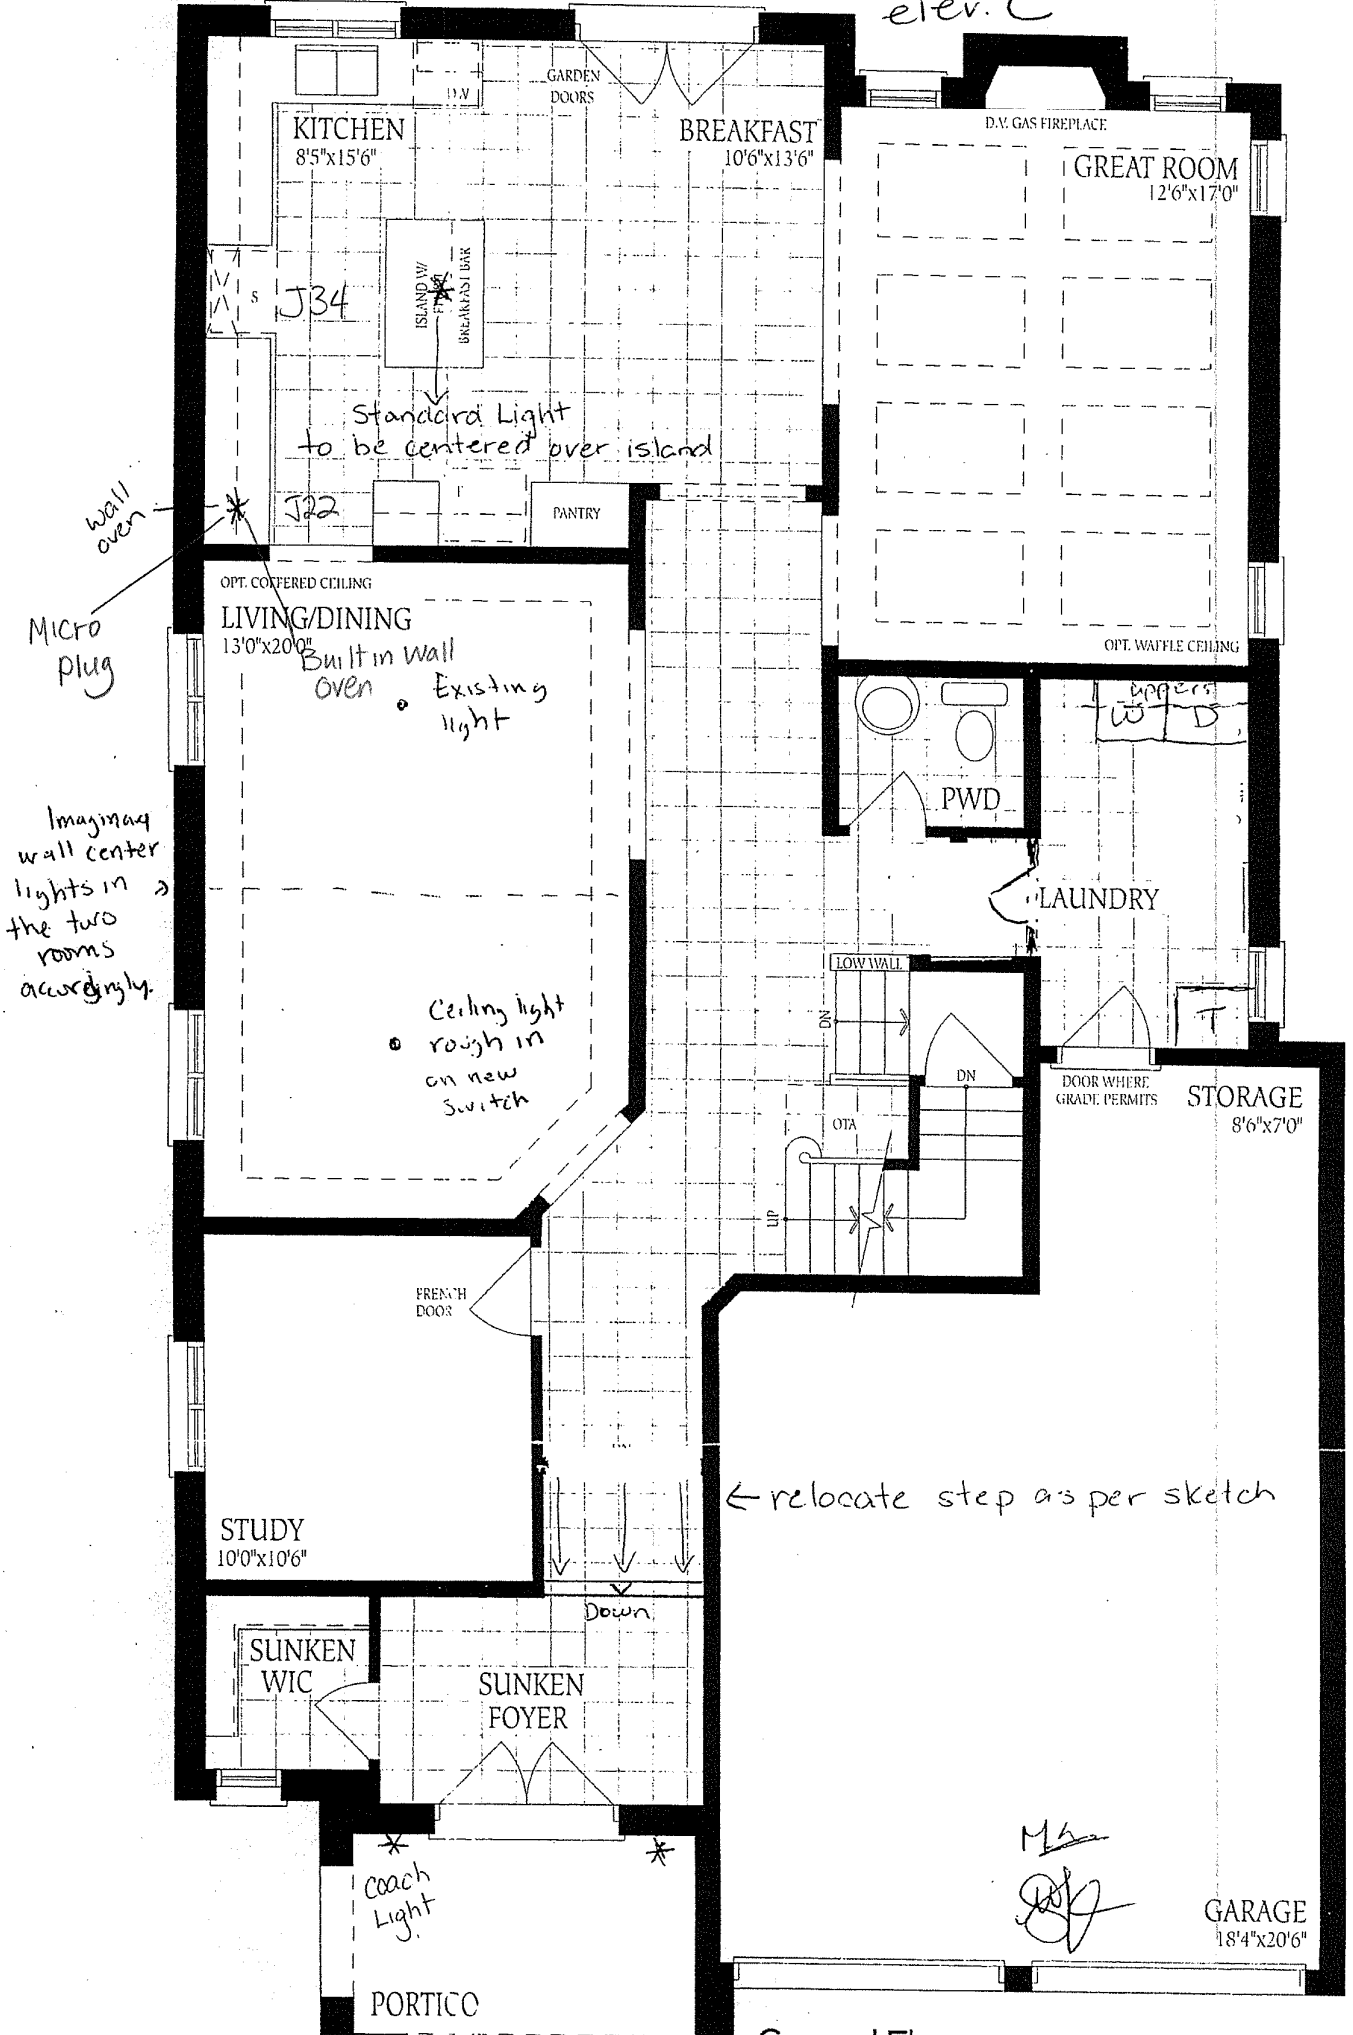 elev. C
GARDEN
DOORS
D.W
KITCHEN
8'5"x15'6"
BREAKFAST
10'6"x13'6"
D.V. GAS FIREPLACE
GREAT ROOM
12'6"x17'0"
ISLAND W/
BREAKFAST BAR
S
J34
Standard Light
to be centered over island
wall
oven
J22
F
PANTRY
Micro
plug
OPT. COFFERED CEILING
LIVING/DINING
13'0"x20'0"
Built in Wall
oven
Existing
light
OPT. WAFFLE CEILING
uppers
W D
PWD
Imaginary
wall center
lights in
the two
rooms
accordingly.
LAUNDRY
LOW WALL
DN
T
Ceiling light
rough in
on new
Switch
DN
DOOR WHERE
GRADE PERMITS
STORAGE
8'6"x7'0"
OTA
UP
FRENCH
DOOR
← relocate step as per sketch
STUDY
10'0"x10'6"
Down
SUNKEN
WIC
SUNKEN
FOYER
Coach
Light.
GARAGE
18'4"x20'6"
PORTICO